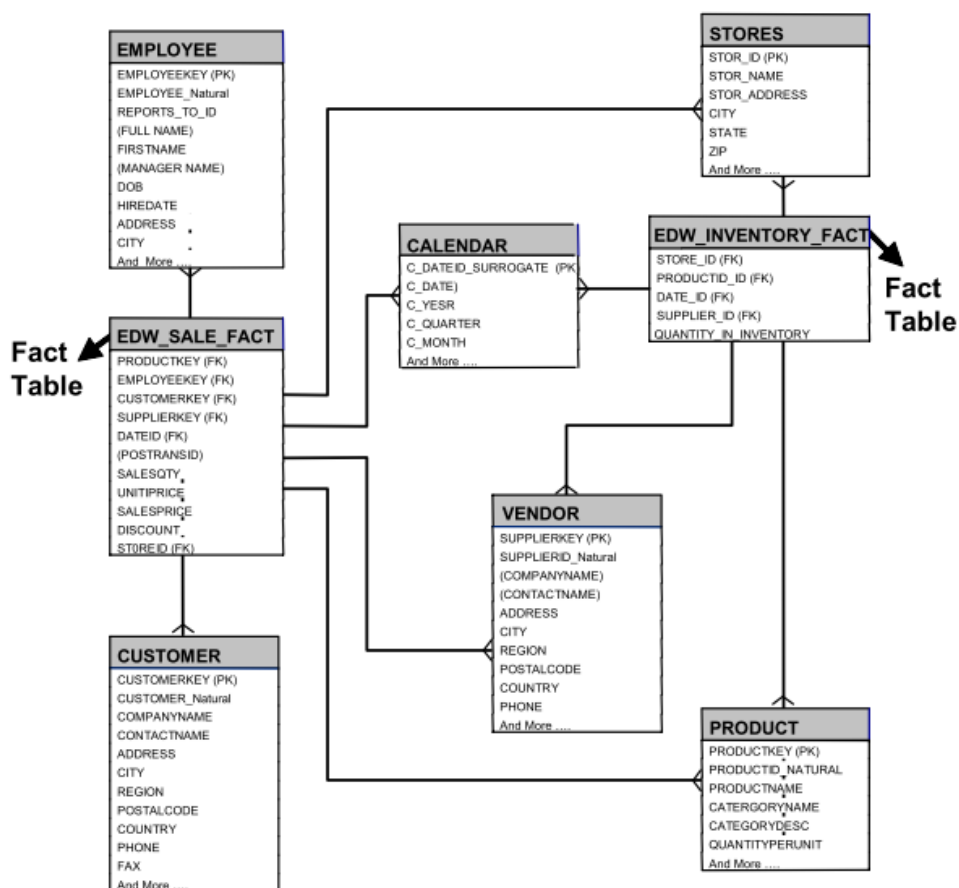 EMPLOYEE
EMPLOYEEKEY (PK)
EMPLOYEE_Natural
REPORTS_TO_ID
(FULL NAME)
FIRSTNAME
(MANAGER NAME)
DOB
HIREDATE
ADDRESS
CITY
And More ....
STORES
STOR_ID (PK)
STOR_NAME
STOR_ADDRESS
CITY
STATE
ZIP
And More ....
CALENDAR
C_DATEID_SURROGATE (PK
C_DATE)
C_YESR
C_QUARTER
C_MONTH
And More ....
EDW_INVENTORY_FACT
STORE_ID (FK)
PRODUCTID_ID (FK)
DATE_ID (FK)
SUPPLIER_ID (FK)
QUANTITY_IN_INVENTORY
Fact
Table
Fact
Table
EDW_SALE_FACT
PRODUCTKEY (FK)
EMPLOYEEKEY (FK)
CUSTOMERKEY (FK)
SUPPLIERKEY (FK)
DATEID (FK)
(POSTRANSID)
SALESQTY
UNITIPRICE
SALESPRICE
DISCOUNT
ST0REID (FK)
VENDOR
SUPPLIERKEY (PK)
SUPPLIERID_Natural
(COMPANYNAME)
(CONTACTNAME)
ADDRESS
CITY
REGION
POSTALCODE
COUNTRY
PHONE
And More ....
CUSTOMER
CUSTOMERKEY (PK)
CUSTOMER_Natural
COMPANYNAME
CONTACTNAME
ADDRESS
CITY
REGION
POSTALCODE
COUNTRY
PHONE
FAX
And More ....
PRODUCT
PRODUCTKEY (PK)
PRODUCTID_NATURAL
PRODUCTNAME
CATERGORYNAME
CATEGORYDESC
QUANTITYPERUNIT
And More ....